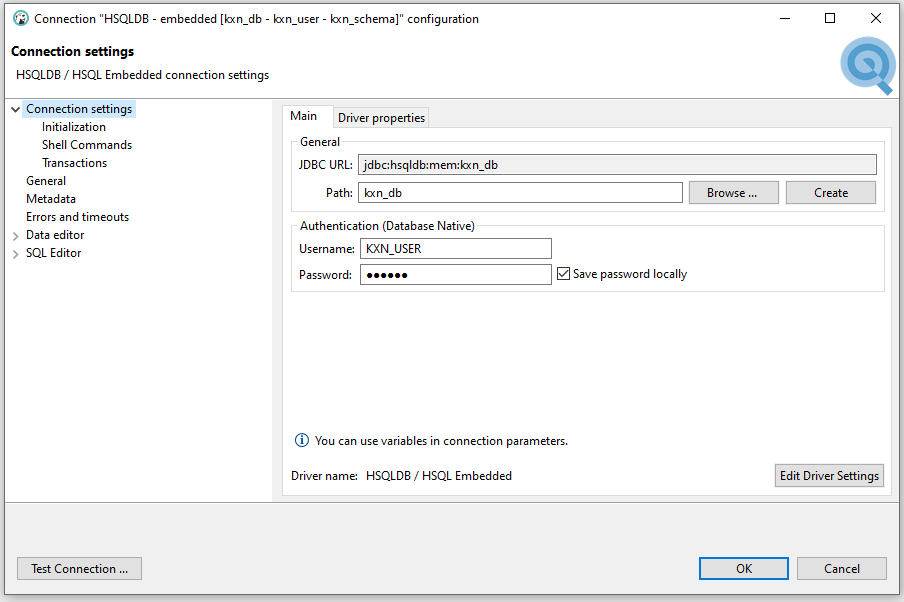 Connection "HSQLDB - embedded [kxn_db - kxn_user - kxn_schema]" configuration
Connection settings
HSQLDB / HSQL Embedded connection settings
Connection settings
Initialization
Shell Commands
Transactions
General
Metadata
Errors and timeouts
Data editor
SQL Editor
Main
Driver properties
General
JDBC URL: jdbc:hsqldb:mem:kxn_db
Path: kxn_db Browse ... Create
Authentication (Database Native)
Username: KXN_USER
Password: ●●●●●● Save password locally
You can use variables in connection parameters.
Driver name: HSQLDB / HSQL Embedded Edit Driver Settings
Test Connection ... OK Cancel